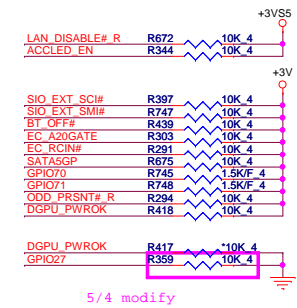 +3VS5
LAN_DISABLE#_R R672 10K_4
ACCLED_EN R344 10K_4
+3V
SIO_EXT_SCI# R397 10K_4
SIO_EXT_SMI# R747 10K_4
BT_OFF# R439 10K_4
EC_A20GATE R303 10K_4
EC_RCIN# R291 10K_4
SATA5GP R675 10K_4
GPIO70 R745 1.5K/F_4
GPIO71 R748 1.5K/F_4
ODD_PRSNT#_R R294 10K_4
DGPU_PWROK R418 10K_4
DGPU_PWROK R417 *10K_4
GPIO27 R359 10K_4
5/4 modify